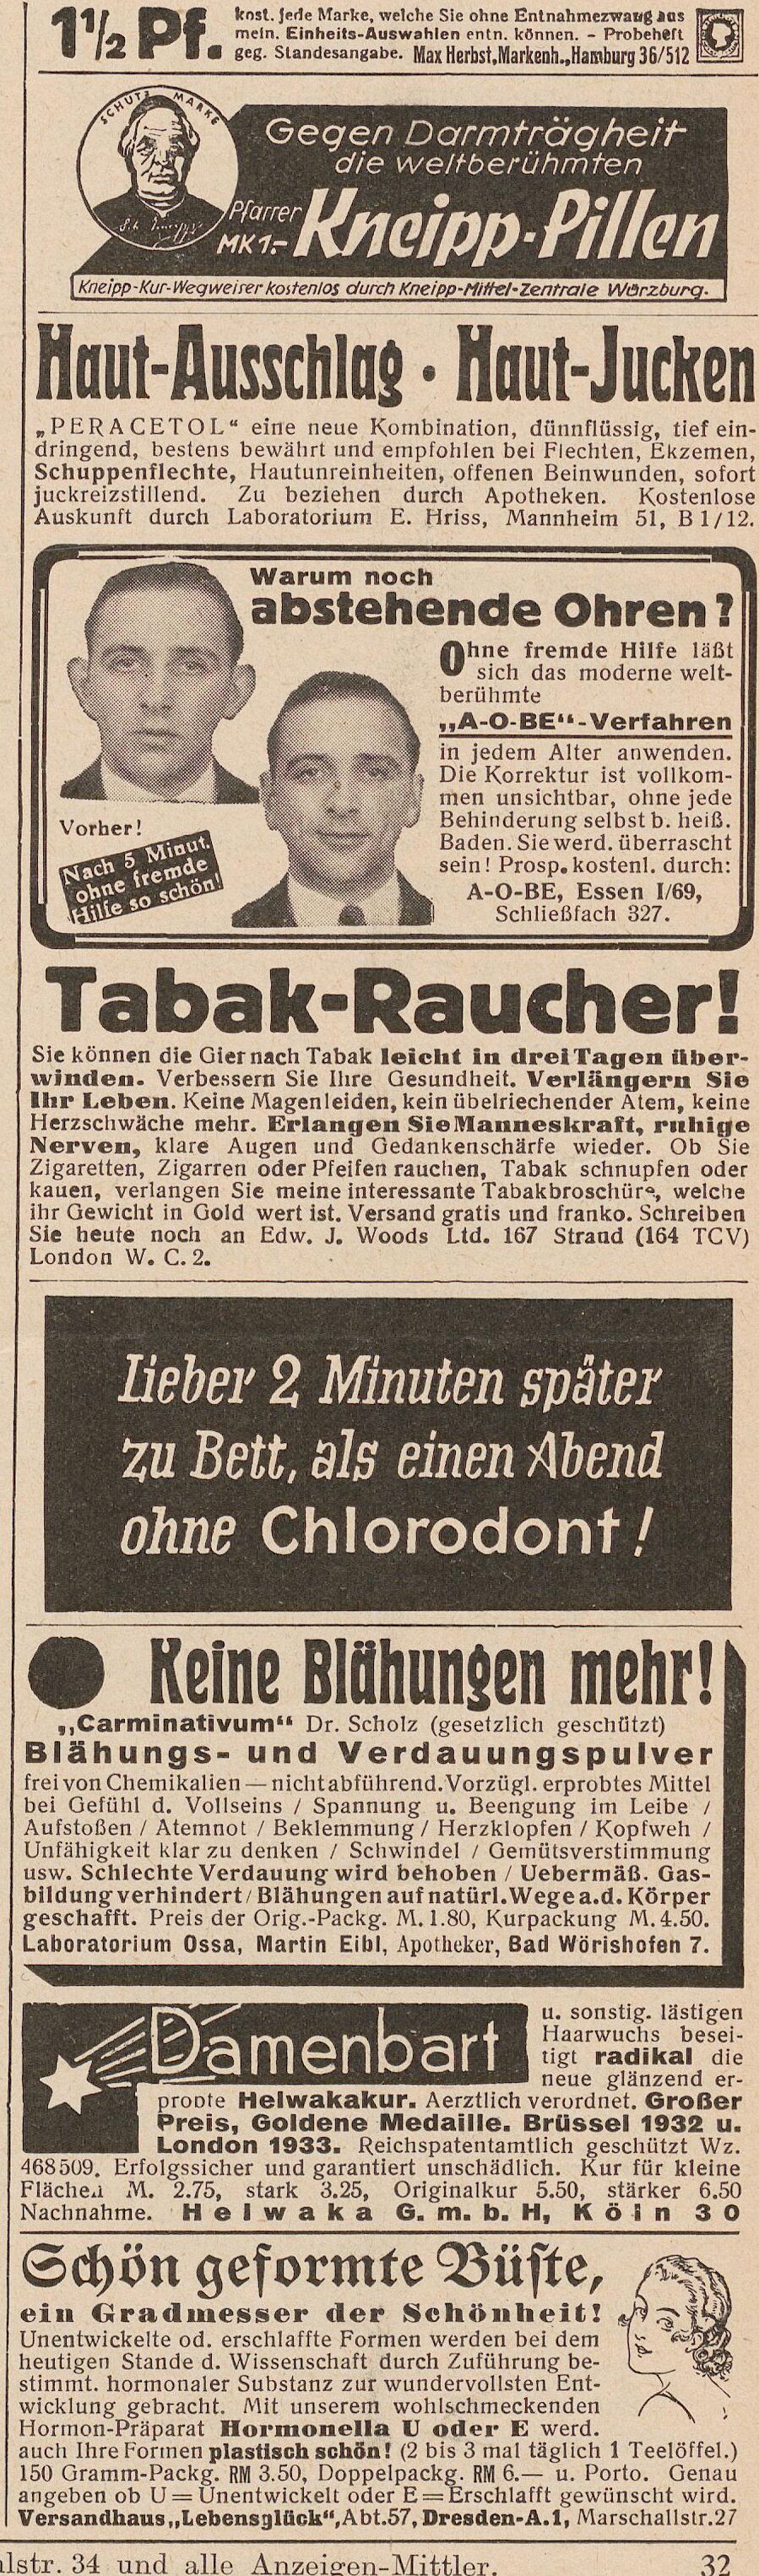 1½ Pf. kost. jede Marke, welche Sie ohne Entnahmezwang aus
mein. Einheits-Auswahlen entn. können. - Probeheft
geg. Standesangabe. Max Herbst, Markenh., Hamburg 36/512
SCHUTZ MARKE
Gegen Darmträgheit
die weltberühmten
Pfarrer Kneipp-Pillen
MK 1.-
Kneipp-Kur-Wegweiser kostenlos durch Kneipp-Mittel-Zentrale Würzburg.
Haut-Ausschlag • Haut-Jucken
„PERACETOL“ eine neue Kombination, dünnflüssig, tief ein-
dringend, bestens bewährt und empfohlen bei Flechten, Ekzemen,
Schuppenflechte, Hautunreinheiten, offenen Beinwunden, sofort
juckreizstillend. Zu beziehen durch Apotheken. Kostenlose
Auskunft durch Laboratorium E. Hriss, Mannheim 51, B 1/12.
Warum noch
abstehende Ohren?
Ohne fremde Hilfe läßt
sich das moderne welt-
berühmte
„A-O-BE“-Verfahren
in jedem Alter anwenden.
Die Korrektur ist vollkom-
men unsichtbar, ohne jede
Behinderung selbst b. heiß.
Baden. Sie werd. überrascht
sein! Prosp. kostenl. durch:
A-O-BE, Essen I/69,
Schließfach 327.
Vorher!
Nach 5 Minut.
ohne fremde
Hilfe so schön!
Tabak-Raucher!
Sie können die Gier nach Tabak leicht in drei Tagen über-
winden. Verbessern Sie Ihre Gesundheit. Verlängern Sie
Ihr Leben. Keine Magenleiden, kein übelriechender Atem, keine
Herzschwäche mehr. Erlangen Sie Manneskraft, ruhige
Nerven, klare Augen und Gedankenschärfe wieder. Ob Sie
Zigaretten, Zigarren oder Pfeifen rauchen, Tabak schnupfen oder
kauen, verlangen Sie meine interessante Tabakbroschüre, welche
ihr Gewicht in Gold wert ist. Versand gratis und franko. Schreiben
Sie heute noch an Edw. J. Woods Ltd. 167 Strand (164 TCV)
London W. C. 2.
Lieber 2 Minuten später
zu Bett, als einen Abend
ohne Chlorodont!
Keine Blähungen mehr!
„Carminativum“ Dr. Scholz (gesetzlich geschützt)
Blähungs- und Verdauungspulver
frei von Chemikalien — nicht abführend. Vorzügl. erprobtes Mittel
bei Gefühl d. Vollseins / Spannung u. Beengung im Leibe /
Aufstoßen / Atemnot / Beklemmung / Herzklopfen / Kopfweh /
Unfähigkeit klar zu denken / Schwindel / Gemütsverstimmung
usw. Schlechte Verdauung wird behoben / Uebermäß. Gas-
bildung verhindert / Blähungen auf natürl. Wege a. d. Körper
geschafft. Preis der Orig.-Packg. M. 1.80, Kurpackung M. 4.50.
Laboratorium Ossa, Martin Eibl, Apotheker, Bad Wörishofen 7.
Damenbart
u. sonstig. lästigen
Haarwuchs besei-
tigt radikal die
neue glänzend er-
probte Helwakakur. Aerztlich verordnet. Großer
Preis, Goldene Medaille. Brüssel 1932 u.
London 1933. Reichspatentamtlich geschützt Wz.
468509. Erfolgssicher und garantiert unschädlich. Kur für kleine
Flächen M. 2.75, stark 3.25, Originalkur 5.50, stärker 6.50
Nachnahme. Helwaka G. m. b. H, Köln 30
Schön geformte Büste,
ein Gradmesser der Schönheit!
Unentwickelte od. erschlaffte Formen werden bei dem
heutigen Stande d. Wissenschaft durch Zuführung be-
stimmt. hormonaler Substanz zur wundervollsten Ent-
wicklung gebracht. Mit unserem wohlschmeckenden
Hormon-Präparat Hormonella U oder E werd.
auch Ihre Formen plastisch schön! (2 bis 3 mal täglich 1 Teelöffel.)
150 Gramm-Packg. RM 3.50, Doppelpackg. RM 6.— u. Porto. Genau
angeben ob U = Unentwickelt oder E = Erschlafft gewünscht wird.
Versandhaus „Lebensglück“, Abt. 57, Dresden-A.1, Marschallstr. 27
alstr. 34 und alle Anzeigen-Mittler. 32